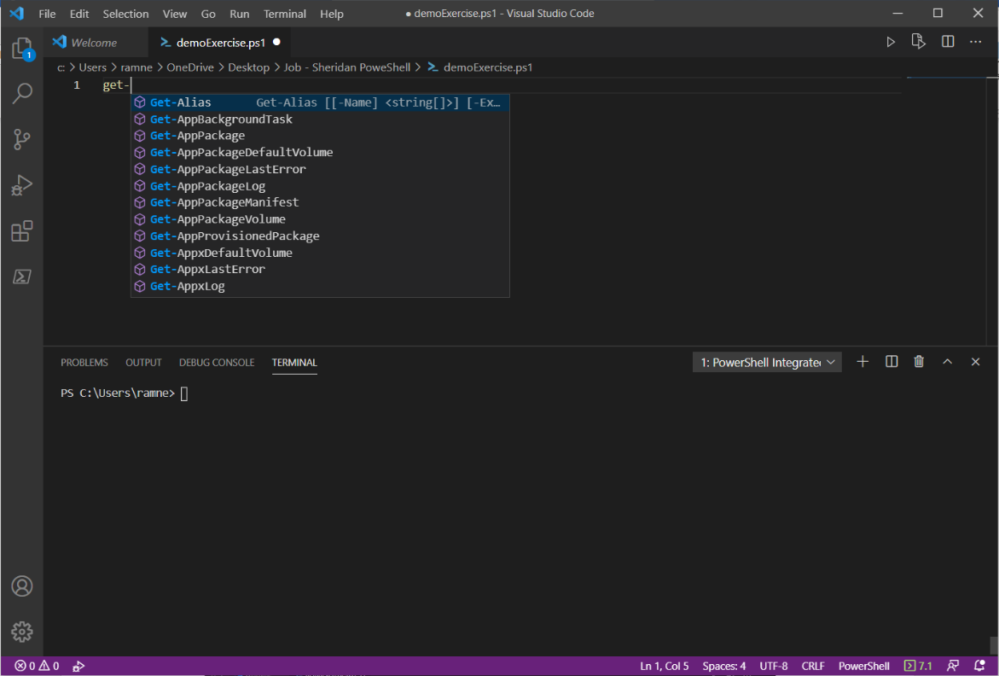 File Edit Selection View Go Run Terminal Help ● demoExercise.ps1 - Visual Studio Code
Welcome demoExercise.ps1 ●
1
c: > Users > ramne > OneDrive > Desktop > Job - Sheridan PoweShell > demoExercise.ps1
1 get-
Get-Alias Get-Alias [[-Name] <string[]>] [-Ex…
Get-AppBackgroundTask
Get-AppPackage
Get-AppPackageDefaultVolume
Get-AppPackageLastError
Get-AppPackageLog
Get-AppPackageManifest
Get-AppPackageVolume
Get-AppProvisionedPackage
Get-AppxDefaultVolume
Get-AppxLastError
Get-AppxLog
PROBLEMS OUTPUT DEBUG CONSOLE TERMINAL 1: PowerShell Integrate
PS C:\Users\ramne>
0 0 Ln 1, Col 5 Spaces: 4 UTF-8 CRLF PowerShell 7.1